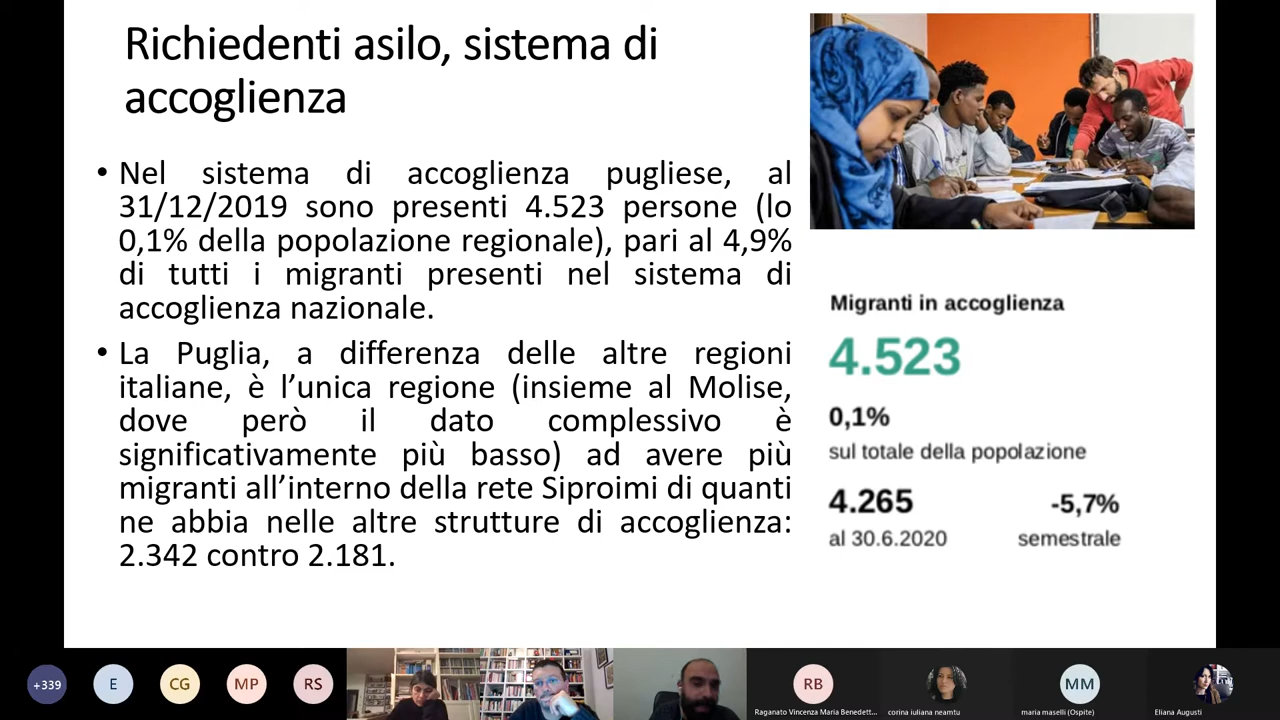 Richiedenti asilo, sistema di
accoglienza
• Nel sistema di accoglienza pugliese, al
31/12/2019 sono presenti 4.523 persone (lo
0,1% della popolazione regionale), pari al 4,9%
di tutti i migranti presenti nel sistema di
accoglienza nazionale.
• La Puglia, a differenza delle altre regioni
italiane, è l’unica regione (insieme al Molise,
dove però il dato complessivo è
significativamente più basso) ad avere più
migranti all’interno della rete Siproimi di quanti
ne abbia nelle altre strutture di accoglienza:
2.342 contro 2.181.
Migranti in accoglienza
4.523
0,1%
sul totale della popolazione
4.265 -5,7%
al 30.6.2020 semestrale
+339 E CG MP RS RB MM
Raganato Vincenza Maria Benedett... corina iuliana neamtu maria maselli (Ospite) Eliana Augusti